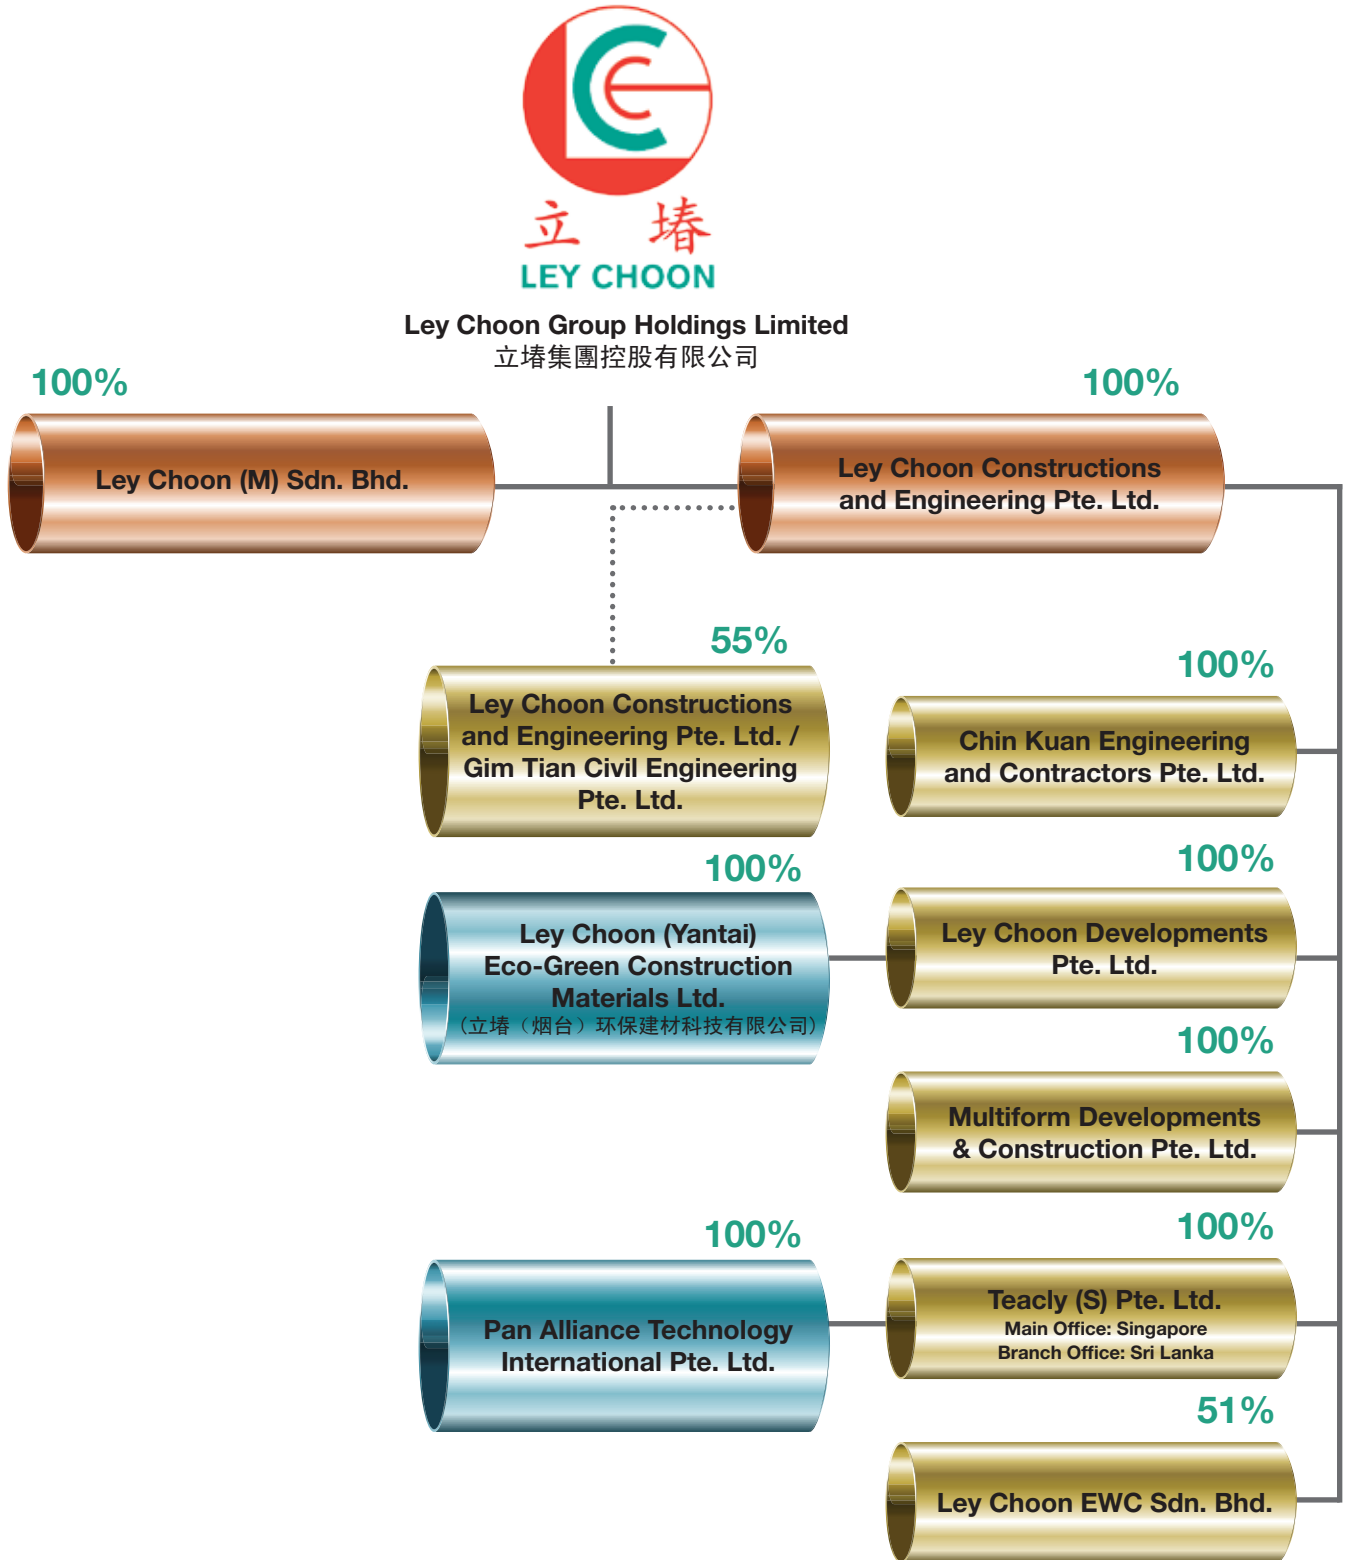 LCE
立 堾
LEY CHOON
Ley Choon Group Holdings Limited
立堾集團控股有限公司
100%
100%
Ley Choon (M) Sdn. Bhd.
Ley Choon Constructions
and Engineering Pte. Ltd.
55%
Ley Choon Constructions
and Engineering Pte. Ltd. /
Gim Tian Civil Engineering
Pte. Ltd.
100%
Chin Kuan Engineering
and Contractors Pte. Ltd.
100%
Ley Choon (Yantai)
Eco-Green Construction
Materials Ltd.
(立堾（烟台）环保建材科技有限公司)
100%
Ley Choon Developments
Pte. Ltd.
100%
Multiform Developments
& Construction Pte. Ltd.
100%
Pan Alliance Technology
International Pte. Ltd.
100%
Teacly (S) Pte. Ltd.
Main Office: Singapore
Branch Office: Sri Lanka
51%
Ley Choon EWC Sdn. Bhd.